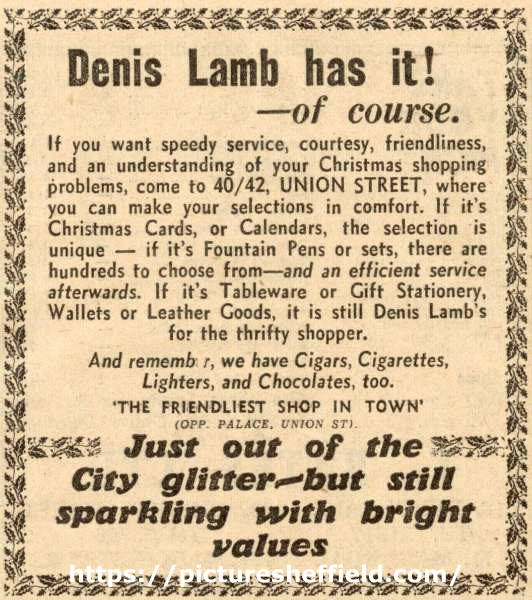 Denis Lamb has it!
—of course.
If you want speedy service, courtesy, friendliness,
and an understanding of your Christmas shopping
problems, come to 40/42, UNION STREET, where
you can make your selections in comfort. If it's
Christmas Cards, or Calendars, the selection is
unique — if it's Fountain Pens or sets, there are
hundreds to choose from—and an efficient service
afterwards. If it's Tableware or Gift Stationery,
Wallets or Leather Goods, it is still Denis Lamb's
for the thrifty shopper.
And rememb r, we have Cigars, Cigarettes,
Lighters, and Chocolates, too.
'THE FRIENDLIEST SHOP IN TOWN'
(OPP. PALACE, UNION ST).
Just out of the
City glitter—but still
sparkling with bright
values
https://picturesheffield.com/